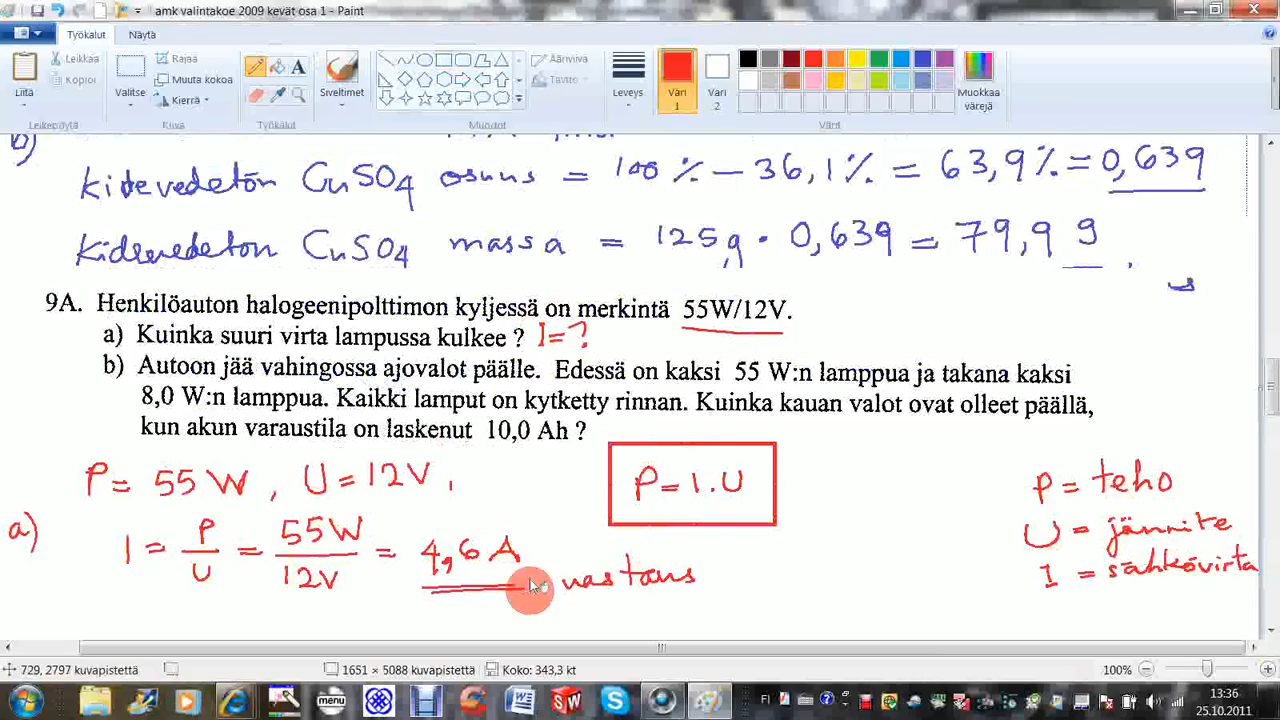 amk valintakoe 2009 kevät osa 1 - Paint
Työkalut Näytä
Liitä
Leikkaa
Kopioi
Leikepöytä
Valitse
Rajaa
Muuta kokoa
Kierrä
Kuva
Työkalut
Siveltimet
Muodot
Ääriviiva
Täyttö
Leveys
Väri 1
Väri 2
Värit
Muokkaa värejä
b)
kidevedetön CuSO4 osuus = 100 % - 36,1% = 63,9% = 0,639
Kidevedetön CuSO4 massa = 125g · 0,639 = 79,9 g
9A. Henkilöauton halogeenipolttimon kyljessä on merkintä 55W/12V.
a) Kuinka suuri virta lampussa kulkee ? I=?
b) Autoon jää vahingossa ajovalot päälle. Edessä on kaksi 55 W:n lamppua ja takana kaksi
8,0 W:n lamppua. Kaikki lamput on kytketty rinnan. Kuinka kauan valot ovat olleet päällä,
kun akun varaustila on laskenut 10,0 Ah ?
P = 55 W, U = 12V,
P = I.U
P = teho
U = jännite
I = sähkövirta
a) I = P/U = 55W/12V = 4,6 A vastaus
729, 2797 kuvapistettä
1651 × 5088 kuvapistettä
Koko: 343,3 kt
100%
menu
FI
13:36
25.10.2011